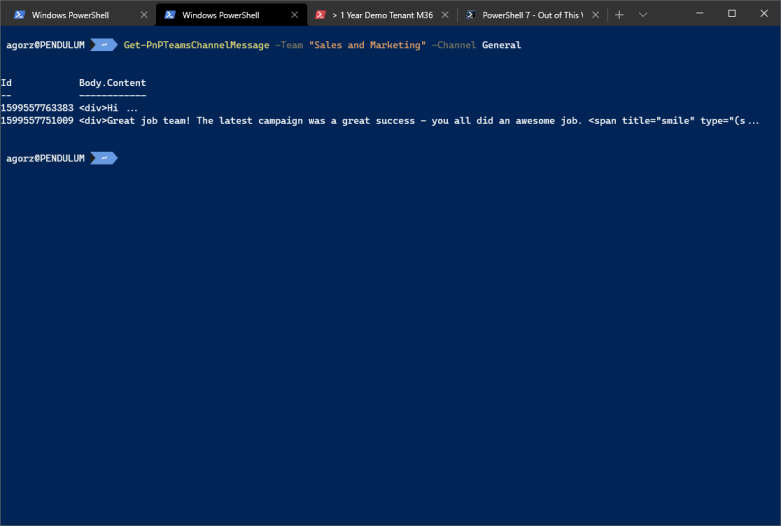 Windows PowerShell
Windows PowerShell
> 1 Year Demo Tenant M36
PowerShell 7 - Out of This
agorz@PENDULUM ~ Get-PnPTeamsChannelMessage -Team "Sales and Marketing" -Channel General
Id Body.Content
-- ------------
1599557763383 <div>Hi …
1599557751009 <div>Great job team! The latest campaign was a great success - you all did an awesome job. <span title="smile" type="(s…
agorz@PENDULUM ~